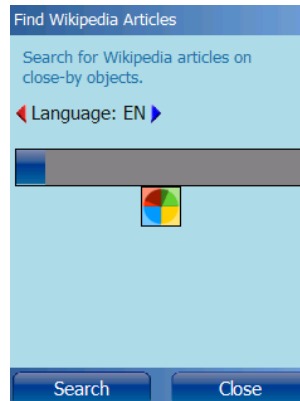 Find Wikipedia Articles
Search for Wikipedia articles on
close-by objects.
Language: EN
Search
Close